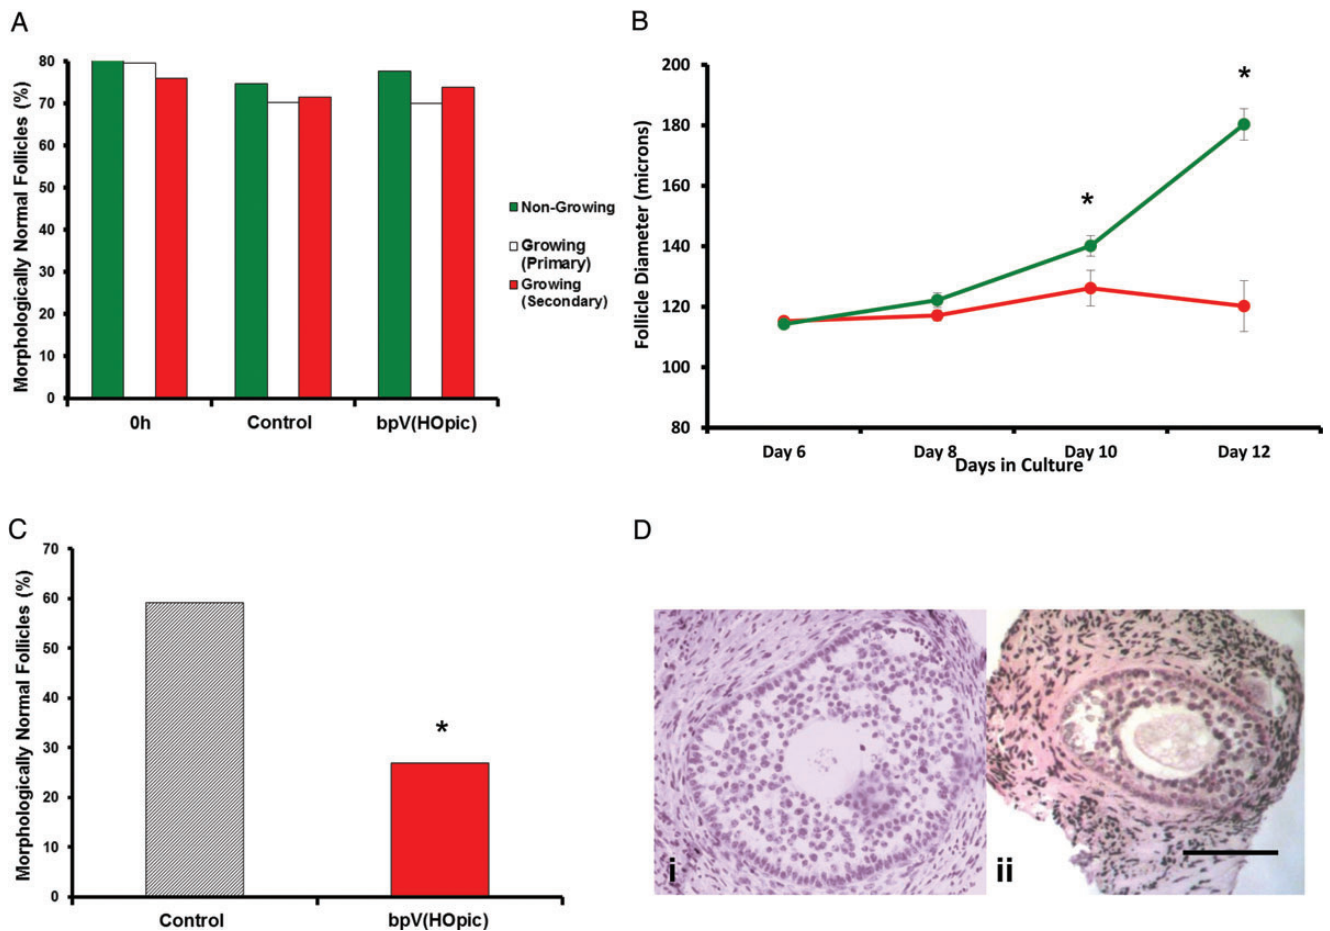 A
Morphologically Normal Follicles (%)
80
70
60
50
40
30
20
10
0
0h
Control
bpV(HOpic)
Non-Growing
Growing
(Primary)
Growing
(Secondary)
B
Follicle Diameter (microns)
200
180
160
140
120
100
80
*
*
Day 6
Day 8
Day 10
Day 12
Days in Culture
C
Morphologically Normal Follicles (%)
70
60
50
40
30
20
10
0
*
Control
bpV(HOpic)
D
i
ii